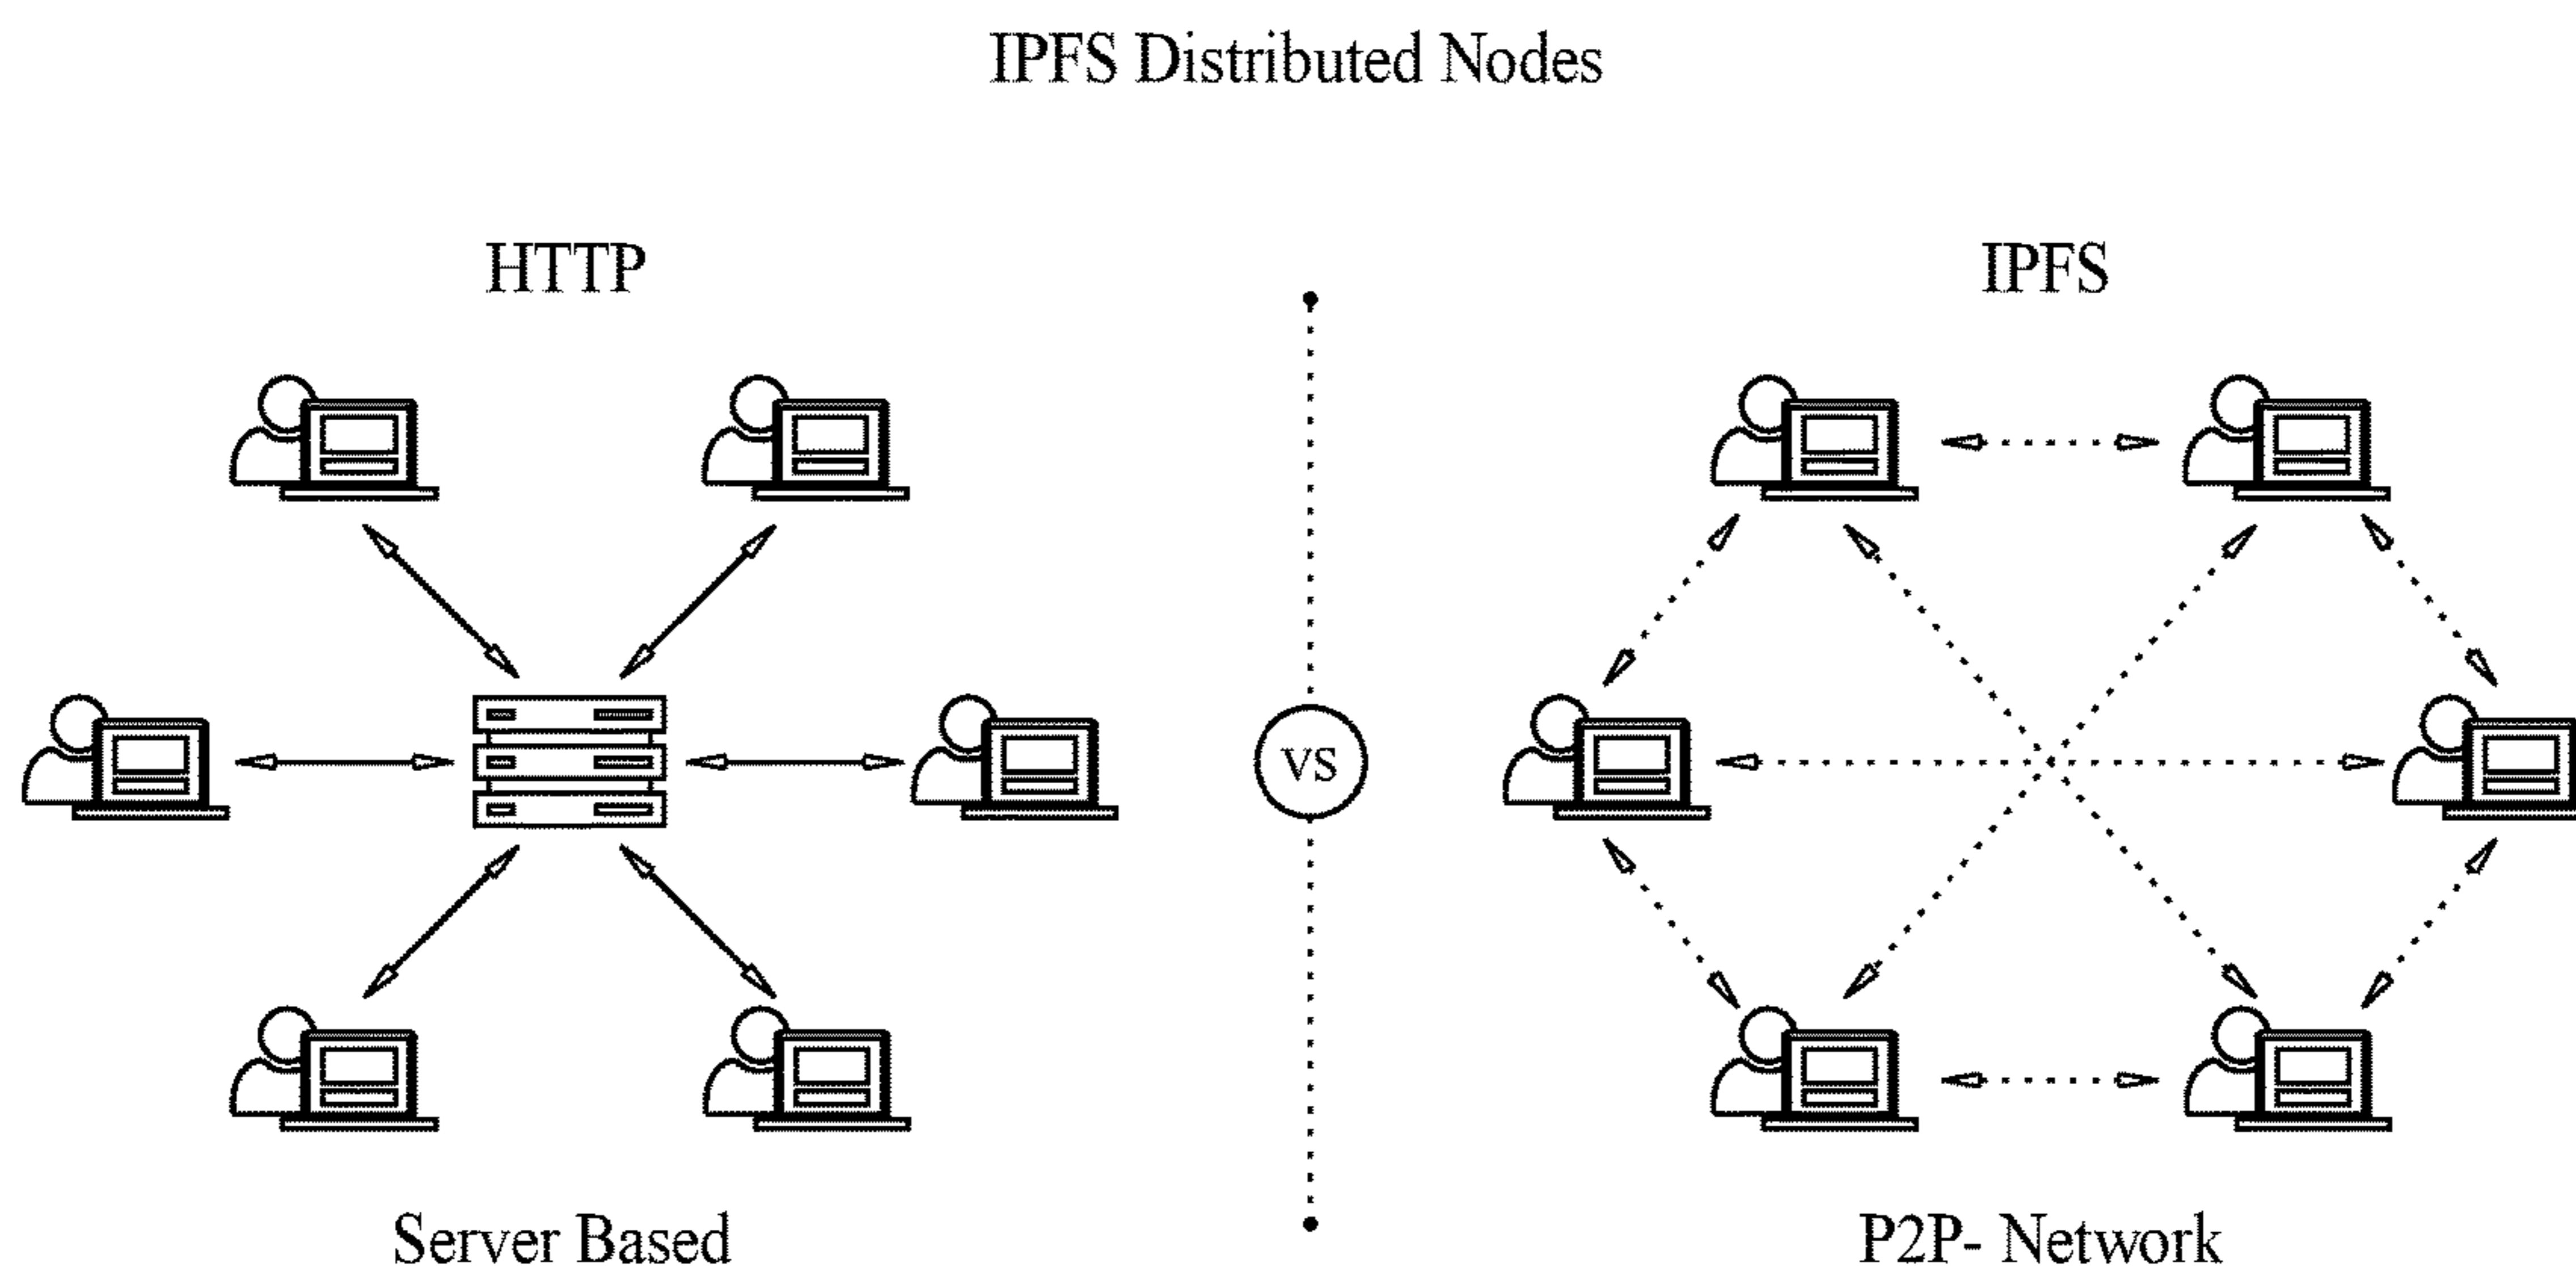 IPFS Distributed Nodes
HTTP
Server Based
VS
IPFS
P2P- Network